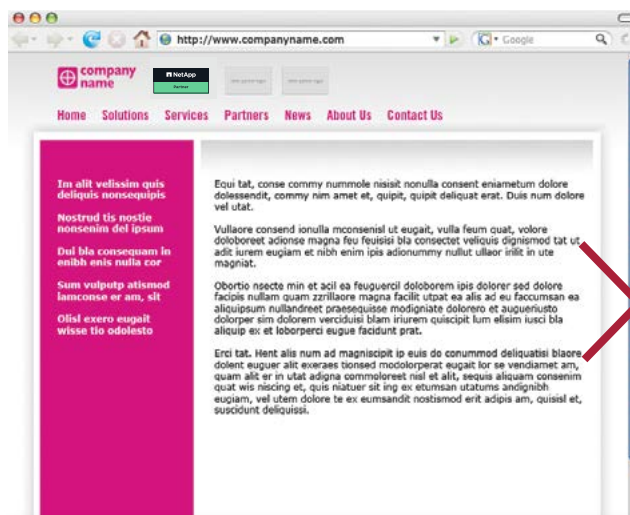 http://www.companyname.com
Google
company
name
NetApp
Partner
Home Solutions Services Partners News About Us Contact Us
Im alit velissim quis
deliquis nonsequipis
Nostrud tis nostie
nonsenim del ipsum
Dui bla consequam in
enibh enis nulla cor
Sum vulputp atismod
iamconse er am, sit
Olisl exero eugait
wisse tio odolesto
Equi tat, conse commy nummole nisisit nonulla consent eniametum dolore
dolessendit, commy nim amet et, quipit, quipit deliquat erat. Duis num dolore
vel utat.
Vullaore consend ionulla mconsenisl ut eugait, vulla feum quat, volore
doloboreet adionse magna feu feuisisi bla consectet veliquis dignismod tat ut
adit iurem eugiam et nibh enim ipis adionummy nullut ullaor irilit in ute
magniat.
Obortio nsecte min et acil ea feuguercil doloborem ipis dolorer sed dolore
facipis nullam quam zzrillaore magna facilit utpat ea alis ad eu faccumsan ea
aliquipsum nullandreet praesequisse modigniate dolorero et augueriusto
dolorper sim dolorem verciduisi blam iriurem quiscipit lum elisim iusci bla
aliquip ex et loborperci eugue facidunt prat.
Erci tat. Hent alis num ad magniscipit ip euis do conummod deliquatisi blaore
dolent euguer alit exeraes tionsed modolorperat eugait lor se vendiamet am,
quam alit er in utat adigna commoloreet nisl et alit, sequis aliquam consenim
quat wis niscing et, quis niatuer sit ing ex etumsan utatums andignibh
eugiam, vel utem dolore te ex eumsandit nostismod erit adipis am, quisisl et,
suscidunt deliquissi.